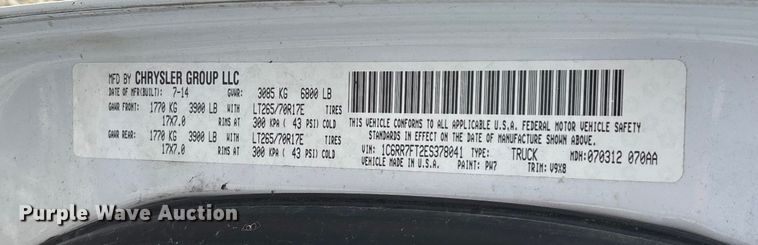 MFD BY CHRYSLER GROUP LLC
DATE OF MFR(BUILT): 7-14 GVWR: 3085 KG 6800 LB
GAWR FRONT: 1770 KG 3900 LB WITH LT265/70R17E TIRES
17X7.0 RIMS AT 300 KPA ( 43 PSI) COLD
GAWR REAR: 1770 KG 3900 LB WITH LT265/70R17E TIRES
17X7.0 RIMS AT 300 KPA ( 43 PSI) COLD
THIS VEHICLE CONFORMS TO ALL APPLICABLE U.S.A. FEDERAL MOTOR VEHICLE SAFETY
STANDARDS IN EFFECT ON THE DATE OF MANUFACTURE SHOWN ABOVE.
VIN: 1C6RR7FT2ES378041 TYPE: TRUCK MDH: 070312 070AA
MADE IN U.S.A. PAINT: PW7 TRIM: V9X8
Purple Wave Auction
Purple Wave Auction